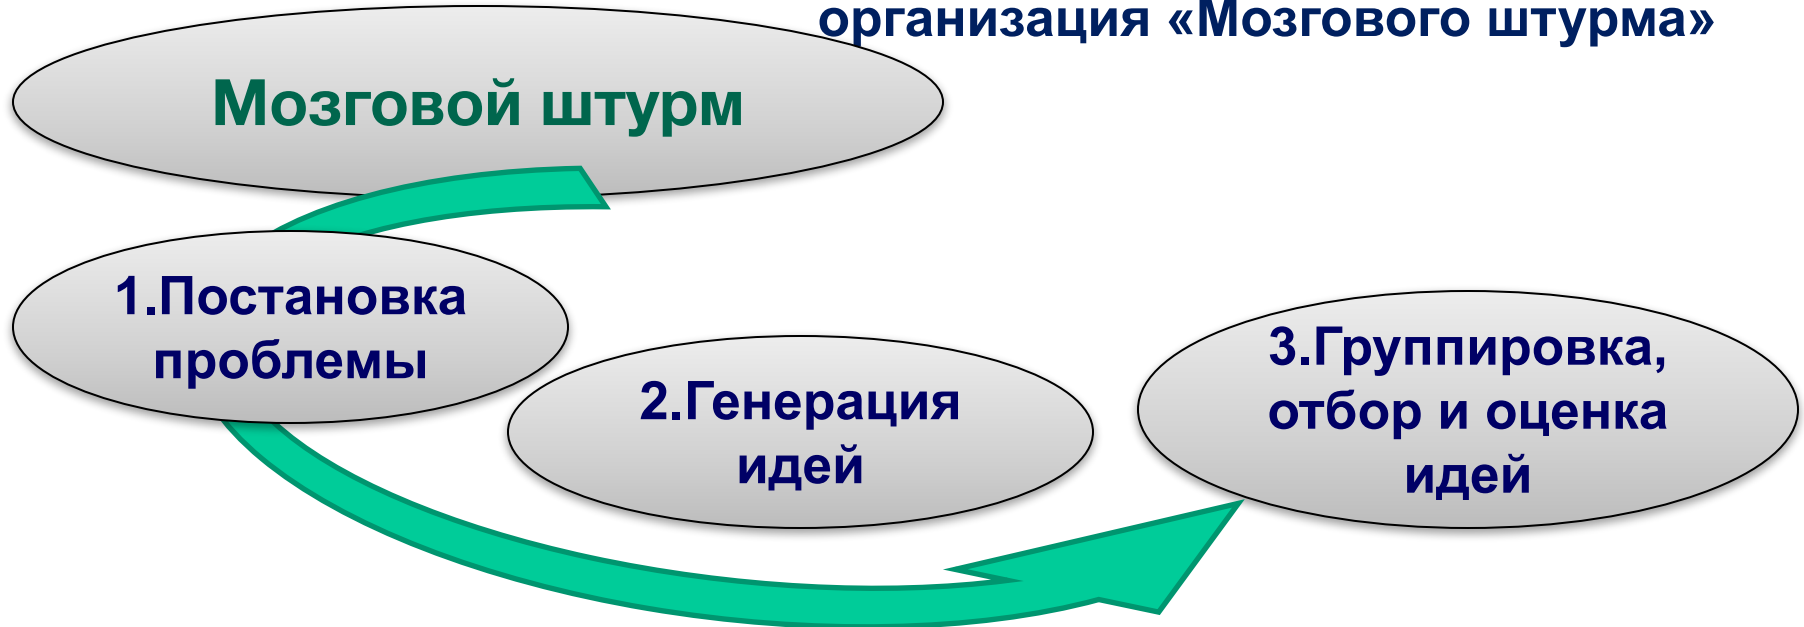 организация «Мозгового штурма»
Мозговой штурм
1.Постановка
проблемы
2.Генерация
идей
3.Группировка,
отбор и оценка
идей